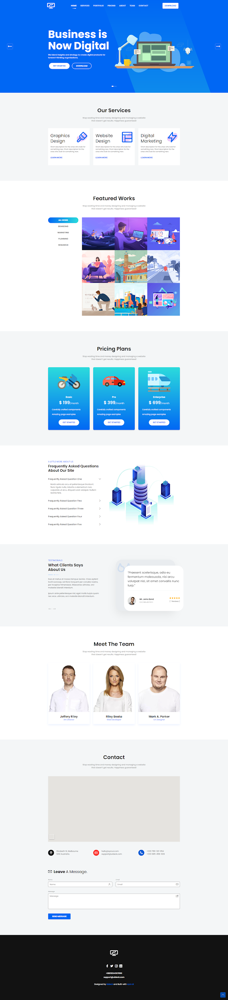 HOME SERVICES PORTFOLIO PRICING ABOUT TEAM CONTACT DOWNLOAD
Business is
Now Digital
We blend insights and strategy to create digital products for
forward-thinking organisations.
GET STARTED DOWNLOAD
Our Services
Stop wasting time and money designing and managing a website
that doesn't get results. Happiness guaranteed!
Graphics
Design
Short description for the ones who look for
something new. Short description for the
ones who look for something new.
LEARN MORE
Website
Design
Short description for the ones who look for
something new. Short description for the
ones who look for something new.
LEARN MORE
Digital
Marketing
Short description for the ones who look for
something new. Short description for the
ones who look for something new.
LEARN MORE
Featured Works
Stop wasting time and money designing and managing a website
that doesn't get results. Happiness guaranteed!
ALL WORK
BRANDING
MARKETING
PLANNING
RESEARCH
Pricing Plans
Stop wasting time and money designing and managing a website
that doesn't get results. Happiness guaranteed!
Basic
$ 199/month
Carefully crafted components
Amazing page examples
GET STARTED
Pro
$ 399/month
Carefully crafted components
Amazing page examples
GET STARTED
Enterprise
$ 699/month
Carefully crafted components
Amazing page examples
GET STARTED
A LITTLE MORE ABOUT US
Frequently Asked Questions
About Our Site
Frequently Asked Question One
Morbi vehicula arcu et pellentesque tincidunt.
Nunc ligula nulla, lobortis a elementum non,
vulputate ut arcu. Aliquam erat volutpat. Nullam
lacinia felis.
Frequently Asked Question Two
Frequently Asked Question Three
Frequently Asked Question Four
Frequently Asked Question Five
TESTIMONIALS
What Clients Says
About Us
Duis et metus et massa tempus lacinia. Class aptent
taciti sociosqu ad litora torquent per conubia nostra,
per inceptos himenaeos. Maecenas ultricies, orci
molestie blandit interdum.
ipsum ante pellentesque nisl, eget mollis turpis quam
nec eros. ultricies, orci molestie blandit interdum.
"Praesent scelerisque, odio eu
fermentum malesuada, nisi arcu
volutpat nisl, sit amet convallis nunc
turp."
Mr. Jems Bond
Reviews
Meet The Team
Stop wasting time and money designing and managing a website
that doesn't get results. Happiness guaranteed!
Jeffery Riley
Art Director
Riley Beata
Web Developer
Mark A. Parker
UX Designer
Contact
Stop wasting time and money designing and managing a website
that doesn't get results. Happiness guaranteed!
Elizabeth St, Melbourne
1202 Australia.
hello@ayroui.com
support@uideck.com
+333 789-321-654
+333 985-458-609
Leave A Message.
Name
Name
Email
Email
Message
Massage
SEND MESSAGE
+8801234567890
support@uideck.com
Designed by UIdeck and Built-with Ayro UI